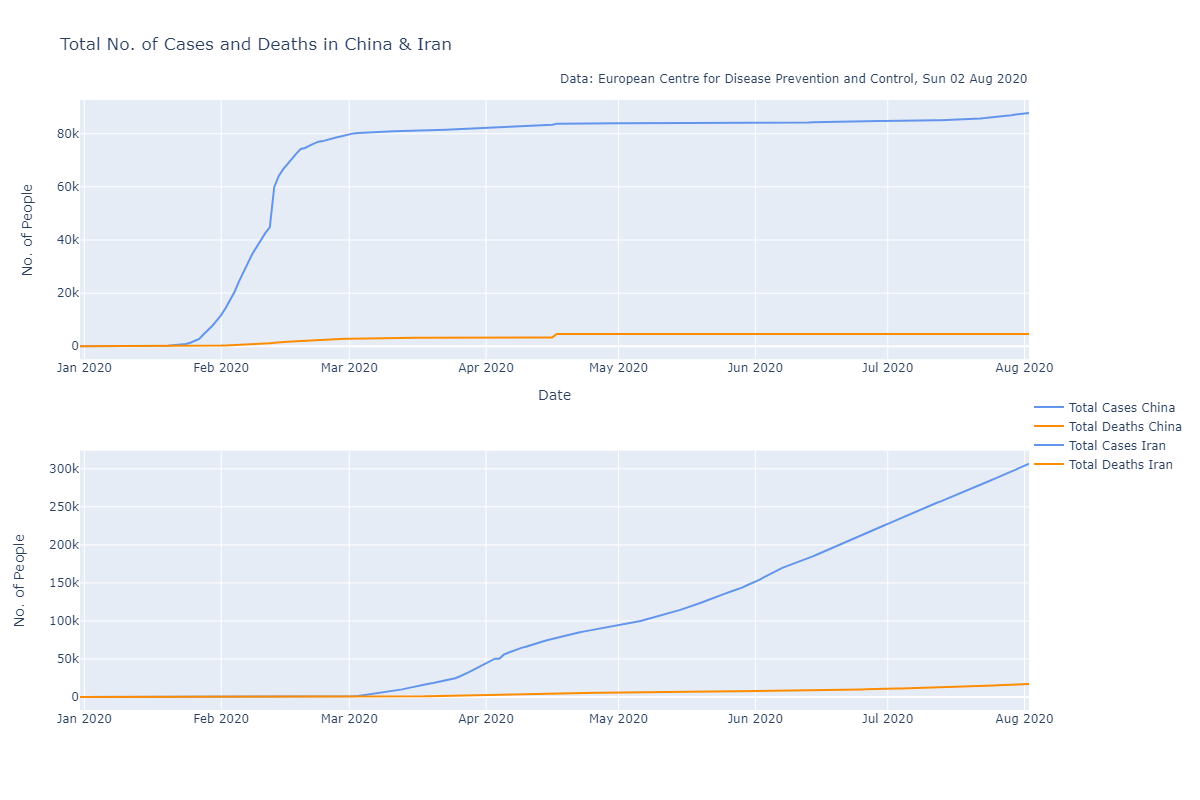 Total No. of Cases and Deaths in China & Iran
Data: European Centre for Disease Prevention and Control, Sun 02 Aug 2020
No. of People
80k
60k
40k
20k
0
Jan 2020 Feb 2020 Mar 2020 Apr 2020 May 2020 Jun 2020 Jul 2020 Aug 2020
Date
Total Cases China
Total Deaths China
Total Cases Iran
Total Deaths Iran
No. of People
300k
250k
200k
150k
100k
50k
0
Jan 2020 Feb 2020 Mar 2020 Apr 2020 May 2020 Jun 2020 Jul 2020 Aug 2020